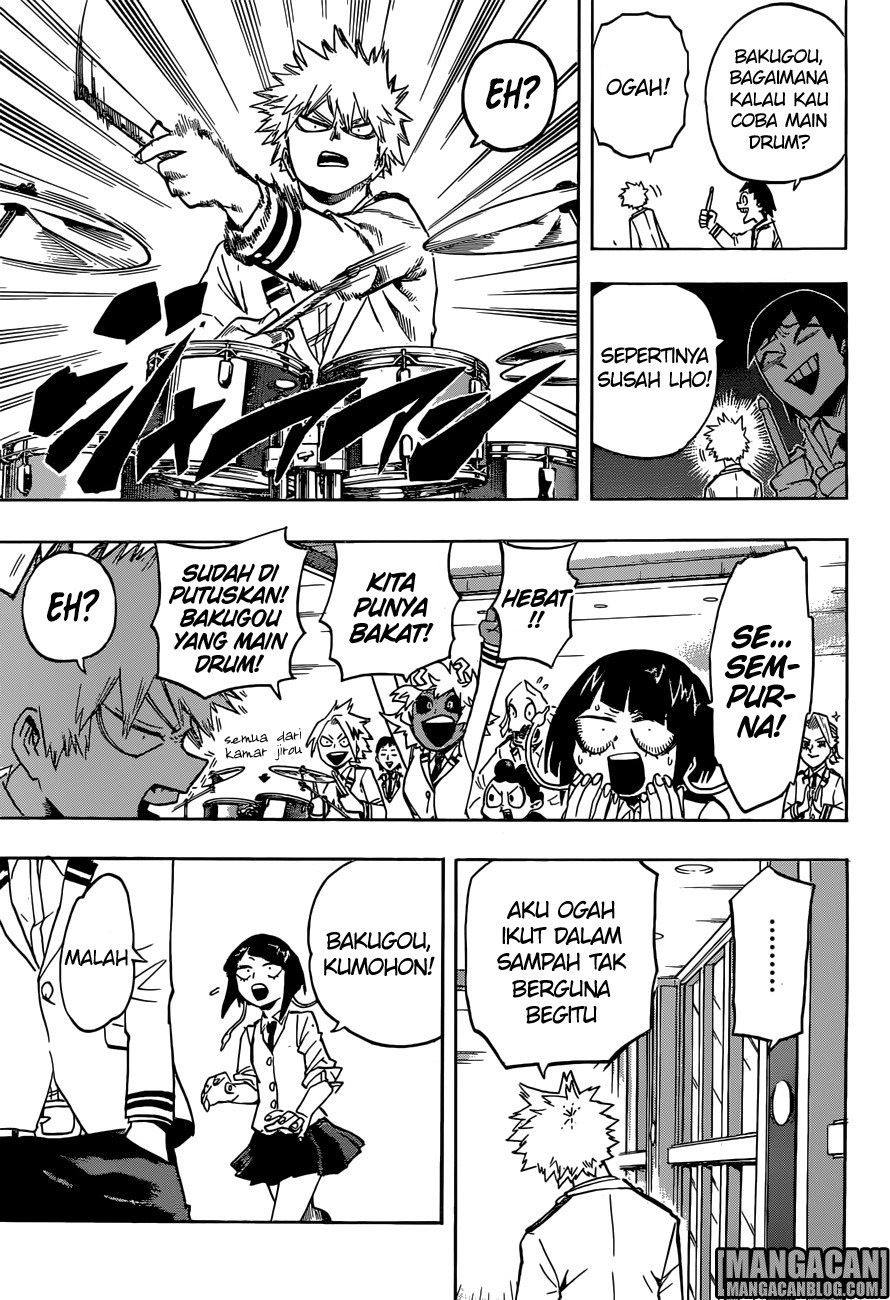 BAKUGOU,
BAGAIMANA
KALAU KAU
COBA MAIN
DRUM?
OGAH!
SEPERTINYA
SUSAH LHO!
EH?
SE...
SEM-
PUR-
NA!
HEBAT
!!
KITA
PUNYA
BAKAT!
SUDAH DI
PUTUSKAN!
BAKUGOU
YANG MAIN
DRUM!
semua dari
kamar jirou
EH?
.........
AKU OGAH
IKUT DALAM
SAMPAH TAK
BERGUNA
BEGITU
BAKUGOU,
KUMOHON!
MALAH
[MANGACAN]
MANGACANBLOG.COM